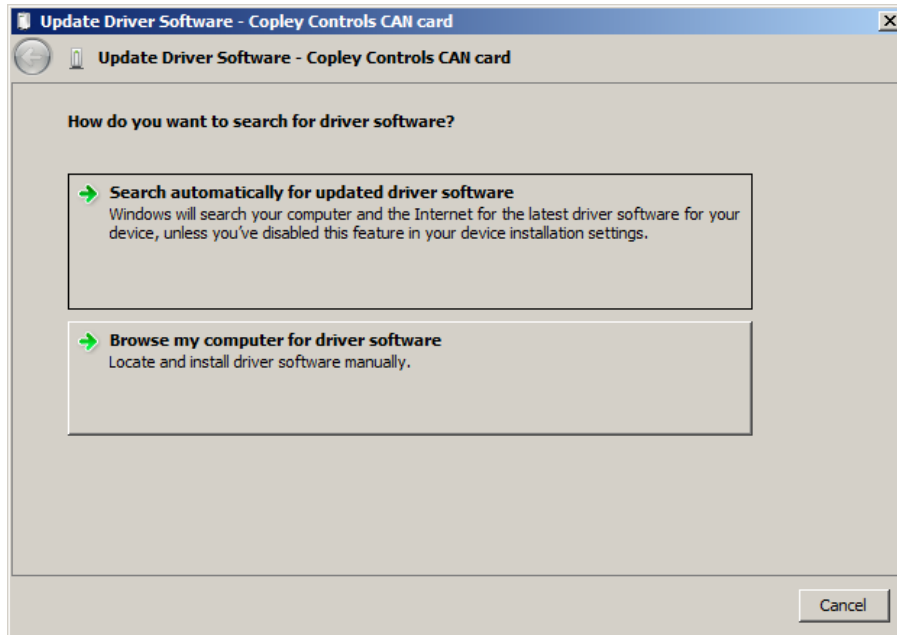 Update Driver Software - Copley Controls CAN card
Update Driver Software - Copley Controls CAN card
How do you want to search for driver software?
Search automatically for updated driver software
Windows will search your computer and the Internet for the latest driver software for your
device, unless you've disabled this feature in your device installation settings.
Browse my computer for driver software
Locate and install driver software manually.
Cancel